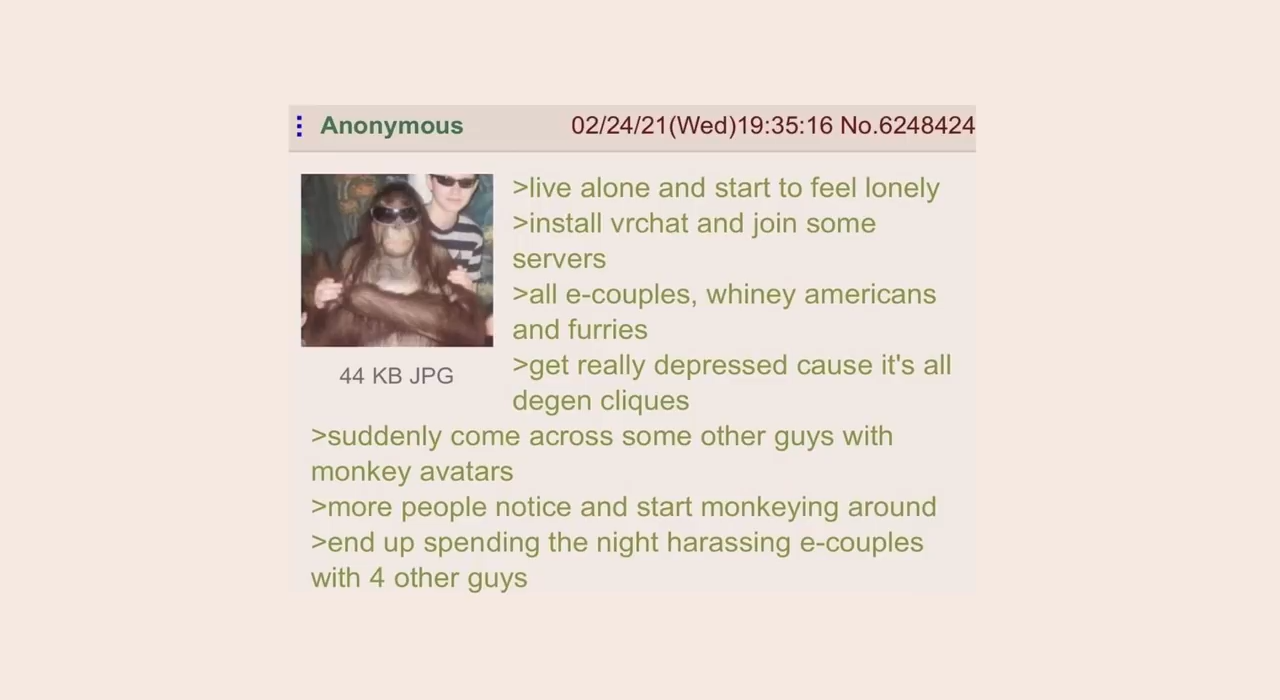 Anonymous 02/24/21(Wed)19:35:16 No.6248424
>live alone and start to feel lonely
>install vrchat and join some
servers
>all e-couples, whiney americans
and furries
>get really depressed cause it's all
degen cliques
44 KB JPG
>suddenly come across some other guys with
monkey avatars
>more people notice and start monkeying around
>end up spending the night harassing e-couples
with 4 other guys